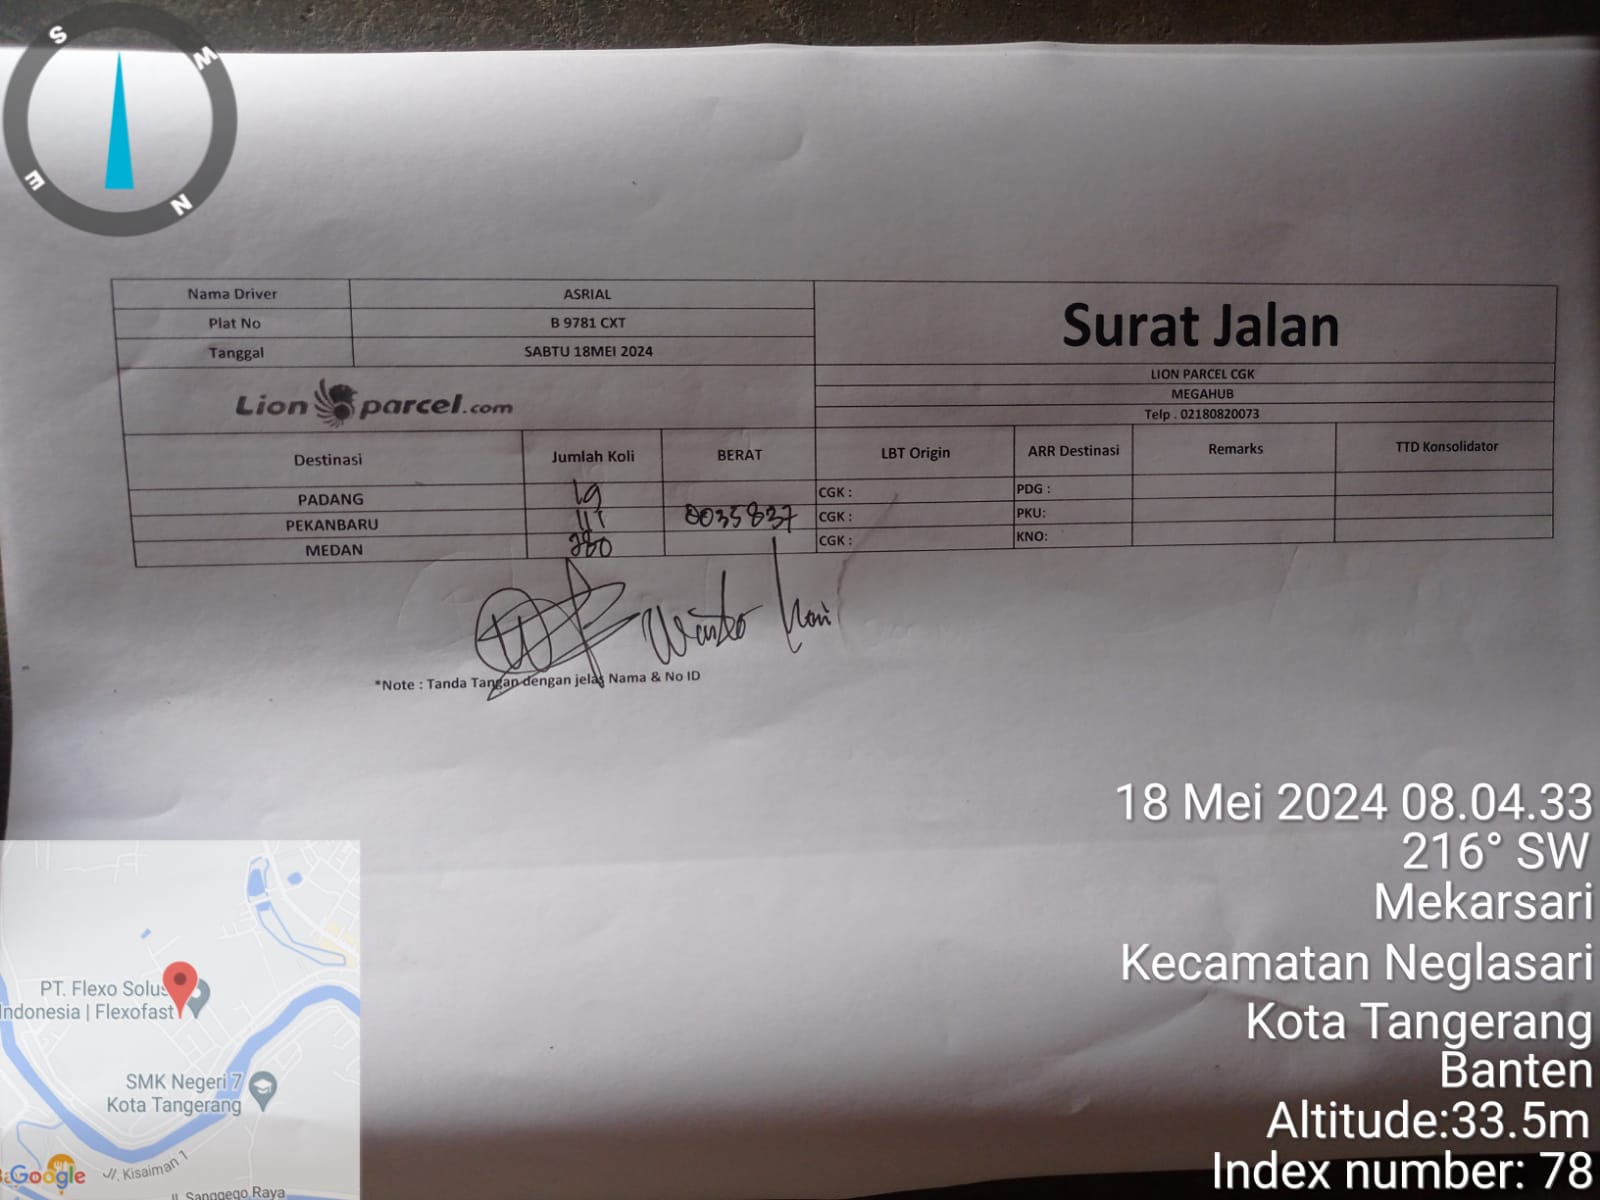 S
W
E
N
Nama Driver ASRIAL
Plat No B 9781 CXT
Tanggal SABTU 18MEI 2024
Surat Jalan
LION PARCEL CGK
MEGAHUB
Telp . 02180820073
Lion parcel.com
Destinasi Jumlah Koli BERAT LBT Origin ARR Destinasi Remarks TTD Konsolidator
PADANG 19 CGK : PDG :
PEKANBARU 0035837 CGK : PKU:
MEDAN 280 CGK : KNO:
*Note : Tanda Tangan dengan jelas Nama & No ID
18 Mei 2024 08.04.33
216° SW
Mekarsari
Kecamatan Neglasari
Kota Tangerang
Banten
Altitude:33.5m
Index number: 78
PT. Flexo Solus
Indonesia | Flexofast
SMK Negeri 7
Kota Tangerang
Google
Jl. Kisaiman 1
Jl. Sanggego Raya